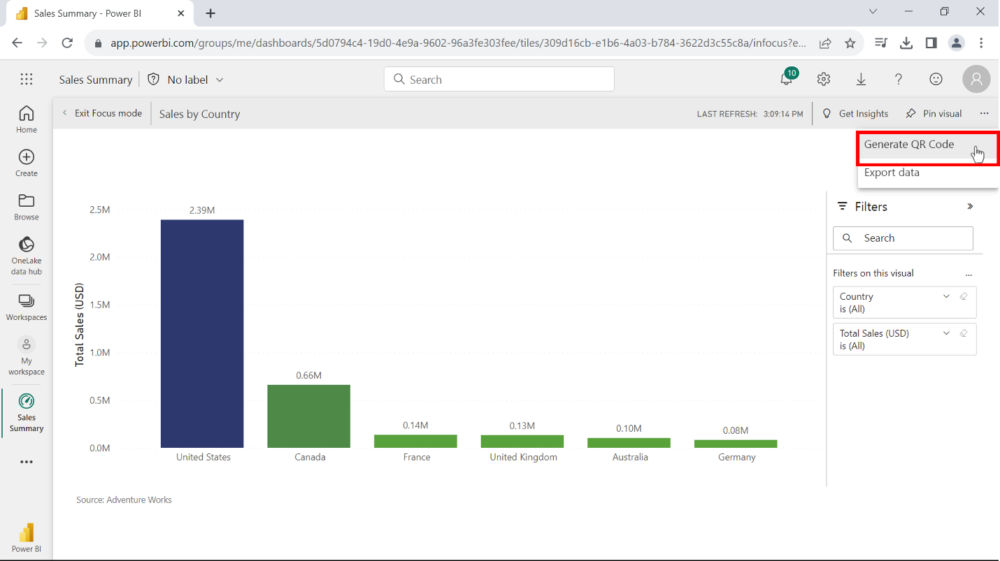 Sales Summary - Power BI
app.powerbi.com/groups/me/dashboards/5d0794c4-19d0-4e9a-9602-96a3fe303fee/tiles/309d16cb-e1b6-4a03-b784-3622d3c55c8a/infocus?e...
Sales Summary
No label
Search
10
Home
Create
Browse
OneLake
data hub
Workspaces
My
workspace
Sales
Summary
Power BI
Exit Focus mode
Sales by Country
LAST REFRESH: 3:09:14 PM
Get Insights
Pin visual
...
Generate QR Code
Export data
Total Sales (USD)
2.5M
2.0M
1.5M
1.0M
0.5M
0.0M
2.39M
0.66M
0.14M
0.13M
0.10M
0.08M
United States
Canada
France
United Kingdom
Australia
Germany
Source: Adventure Works
Filters
Search
Filters on this visual
...
Country
is (All)
Total Sales (USD)
is (All)